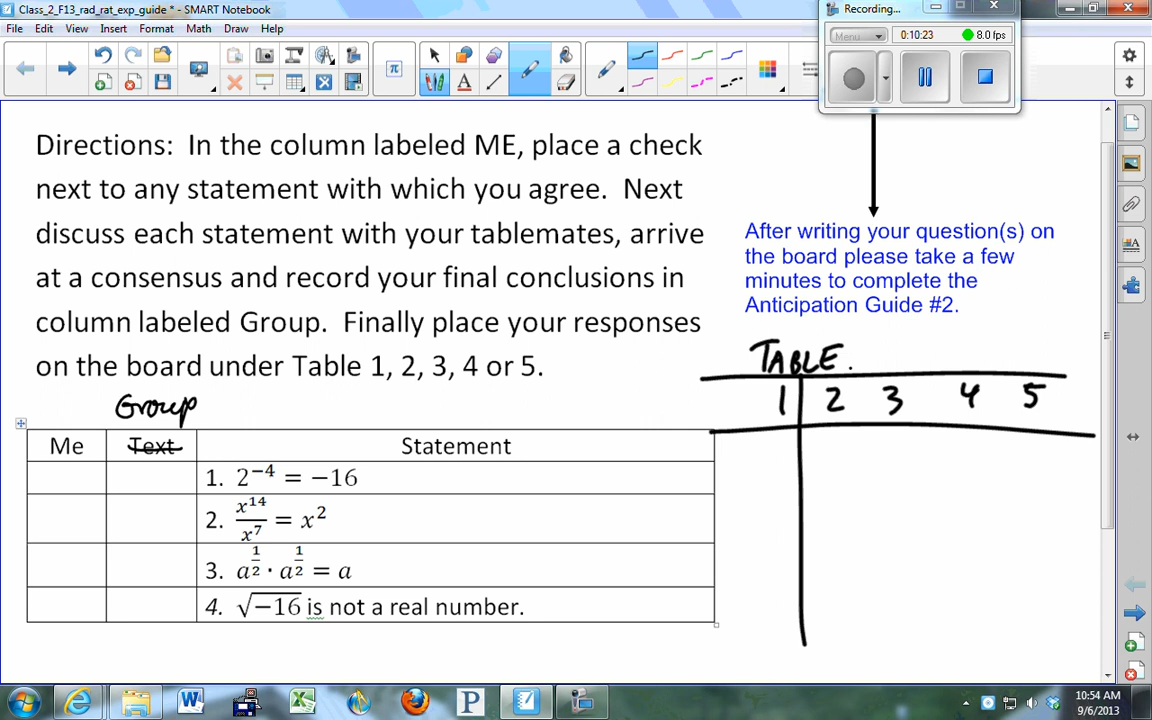 Class_2_F13_rad_rat_exp_guide * - SMART Notebook
Recording...
File Edit View Insert Format Math Draw Help
Menu 0:10:23 8.0 fps
π
A
Directions: In the column labeled ME, place a check
next to any statement with which you agree. Next
discuss each statement with your tablemates, arrive
at a consensus and record your final conclusions in
column labeled Group. Finally place your responses
on the board under Table 1, 2, 3, 4 or 5.
After writing your question(s) on
the board please take a few
minutes to complete the
Anticipation Guide #2.
TABLE.
1 2 3 4 5
Group
Me Text Statement
1. 2⁻⁴ = −16
2. x¹⁴/x⁷ = x²
3. a^(1/2) · a^(1/2) = a
4. √−16 is not a real number.
10:54 AM
9/6/2013